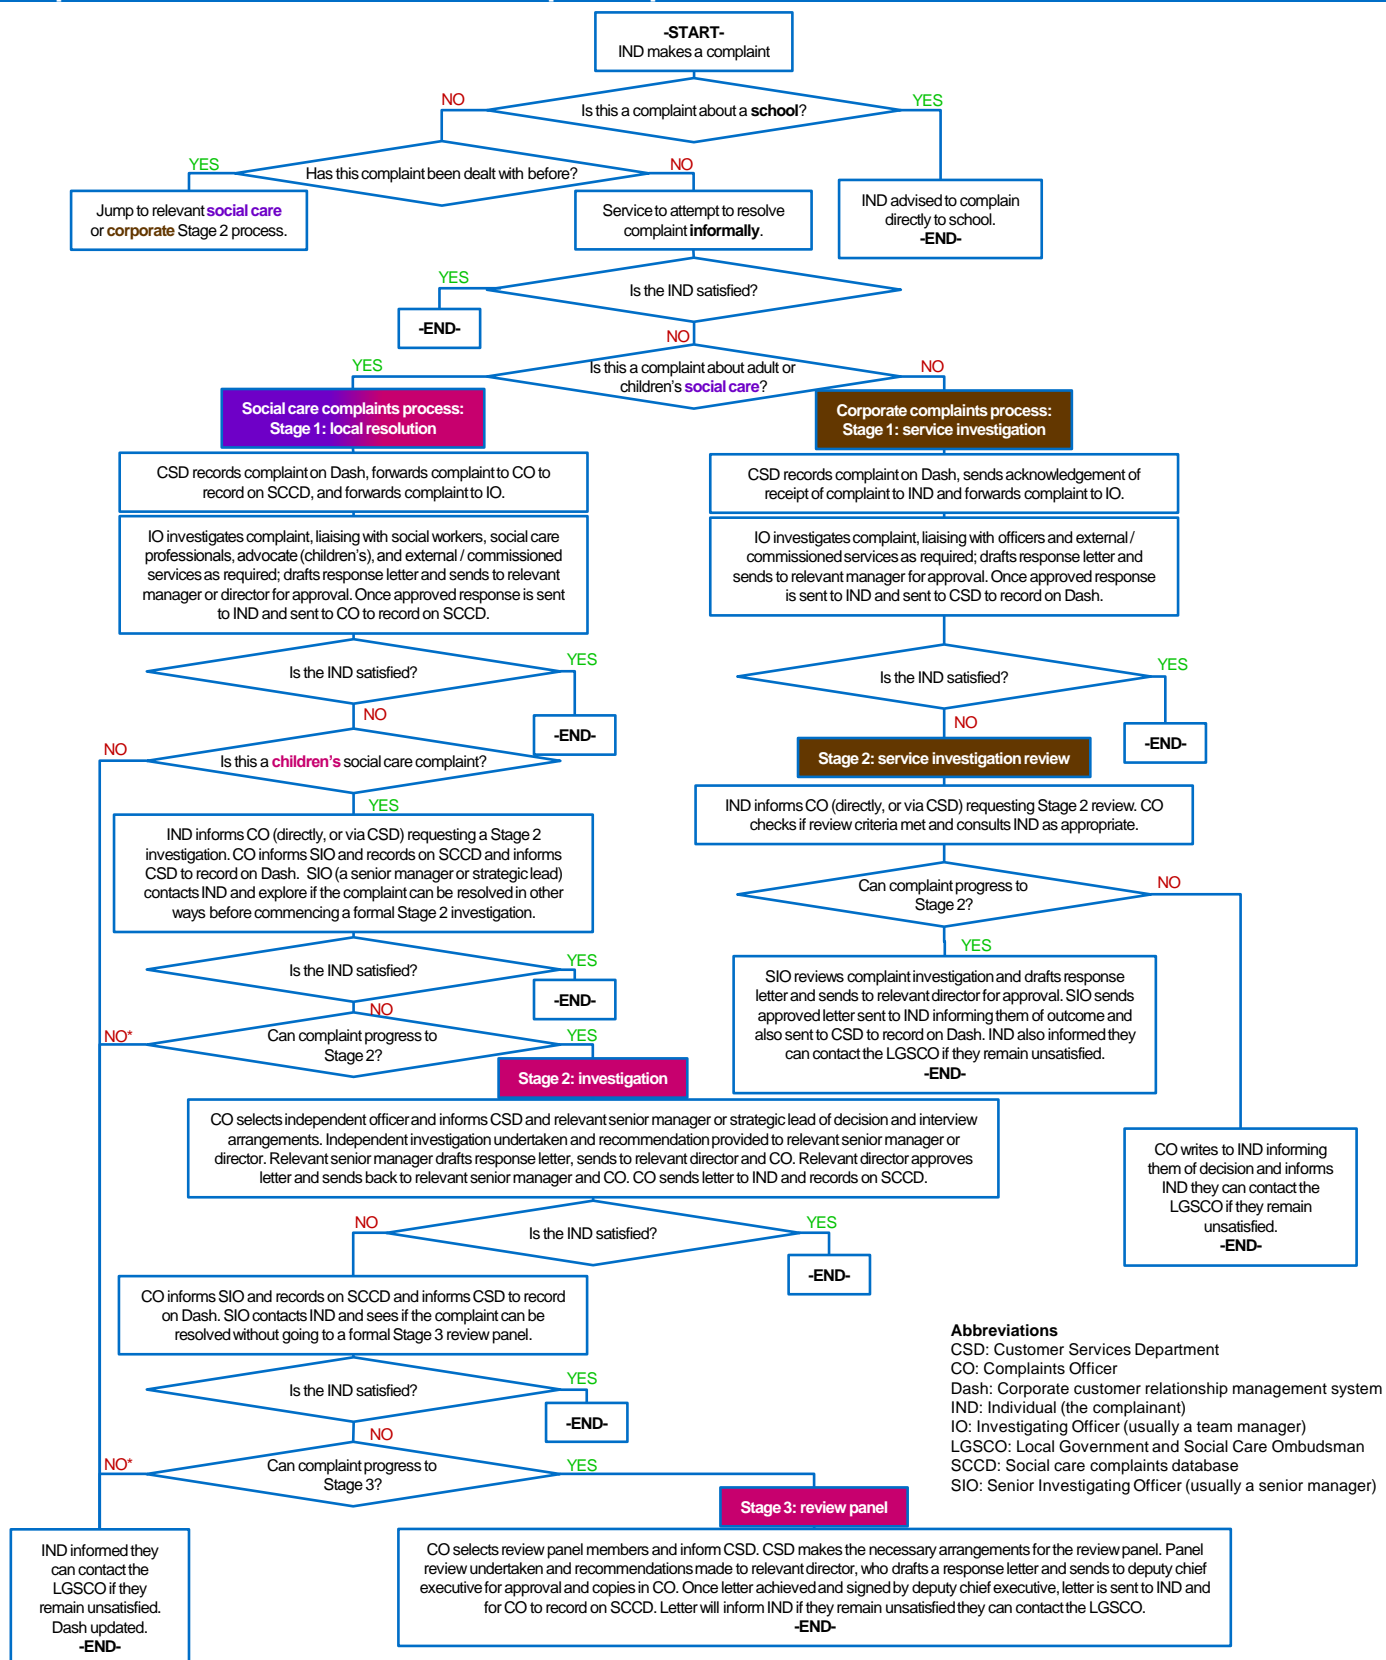 -START-
IND makes a complaint
NO
Is this a complaint about a school?
YES
YES
Has this complaint been dealt with before?
NO
Jump to relevant social care
or corporate Stage 2 process.
Service to attempt to resolve
complaint informally.
IND advised to complain
directly to school.
-END-
YES
Is the IND satisfied?
-END-
NO
YES
Is this a complaint about adult or
children's social care?
NO
Social care complaints process:
Stage 1: local resolution
CSD records complaint on Dash, forwards complaint to CO to
record on SCCD, and forwards complaint to IO.
IO investigates complaint, liaising with social workers, social care
professionals, advocate (children's), and external / commissioned
services as required; drafts response letter and sends to relevant
manager or director for approval. Once approved response is sent
to IND and sent to CO to record on SCCD.
Is the IND satisfied?
YES
-END-
NO
NO
Is this a children's social care complaint?
YES
IND informs CO (directly, or via CSD) requesting a Stage 2
investigation. CO informs SIO and records on SCCD and informs
CSD to record on Dash. SIO (a senior manager or strategic lead)
contacts IND and explore if the complaint can be resolved in other
ways before commencing a formal Stage 2 investigation.
Is the IND satisfied?
YES
-END-
NO
NO*
Can complaint progress to
Stage 2?
YES
Corporate complaints process:
Stage 1: service investigation
CSD records complaint on Dash, sends acknowledgement of
receipt of complaint to IND and forwards complaint to IO.
IO investigates complaint, liaising with officers and external /
commissioned services as required; drafts response letter and
sends to relevant manager for approval. Once approved response
is sent to IND and sent to CSD to record on Dash.
Is the IND satisfied?
YES
-END-
NO
Stage 2: service investigation review
IND informs CO (directly, or via CSD) requesting Stage 2 review. CO
checks if review criteria met and consults IND as appropriate.
Can complaint progress to
Stage 2?
NO
YES
SIO reviews complaint investigation and drafts response
letter and sends to relevant director for approval. SIO sends
approved letter sent to IND informing them of outcome and
also sent to CSD to record on Dash. IND also informed they
can contact the LGSCO if they remain unsatisfied.
-END-
CO writes to IND informing
them of decision and informs
IND they can contact the
LGSCO if they remain
unsatisfied.
-END-
Stage 2: investigation
CO selects independent officer and informs CSD and relevant senior manager or strategic lead of decision and interview
arrangements. Independent investigation undertaken and recommendation provided to relevant senior manager or
director. Relevant senior manager drafts response letter, sends to relevant director and CO. Relevant director approves
letter and sends back to relevant senior manager and CO. CO sends letter to IND and records on SCCD.
NO
Is the IND satisfied?
YES
-END-
CO informs SIO and records on SCCD and informs CSD to record
on Dash. SIO contacts IND and sees if the complaint can be
resolved without going to a formal Stage 3 review panel.
Is the IND satisfied?
YES
-END-
NO
NO*
Can complaint progress to
Stage 3?
YES
Stage 3: review panel
CO selects review panel members and inform CSD. CSD makes the necessary arrangements for the review panel. Panel
review undertaken and recommendations made to relevant director, who drafts a response letter and sends to deputy chief
executive for approval and copies in CO. Once letter achieved and signed by deputy chief executive, letter is sent to IND and
for CO to record on SCCD. Letter will inform IND if they remain unsatisfied they can contact the LGSCO.
-END-
IND informed they
can contact the
LGSCO if they
remain unsatisfied.
Dash updated.
-END-
Abbreviations
CSD: Customer Services Department
CO: Complaints Officer
Dash: Corporate customer relationship management system
IND: Individual (the complainant)
IO: Investigating Officer (usually a team manager)
LGSCO: Local Government and Social Care Ombudsman
SCCD: Social care complaints database
SIO: Senior Investigating Officer (usually a senior manager)